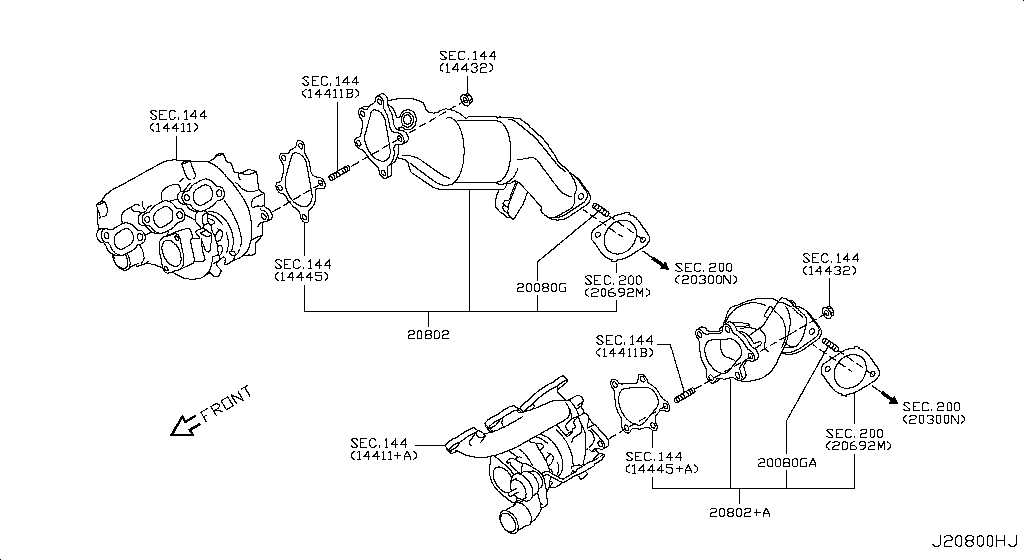 SEC.144
(14432)
SEC.144
(14411B)
SEC.144
(14411)
SEC.144
(14445)
20080G
SEC.200
(20692M)
SEC.200
(20300N)
20802
SEC.144
(14432)
SEC.144
(14411B)
FRONT
SEC.144
(14411+A)
SEC.144
(14445+A)
20080GA
SEC.200
(20692M)
SEC.200
(20300N)
20802+A
J20800HJ